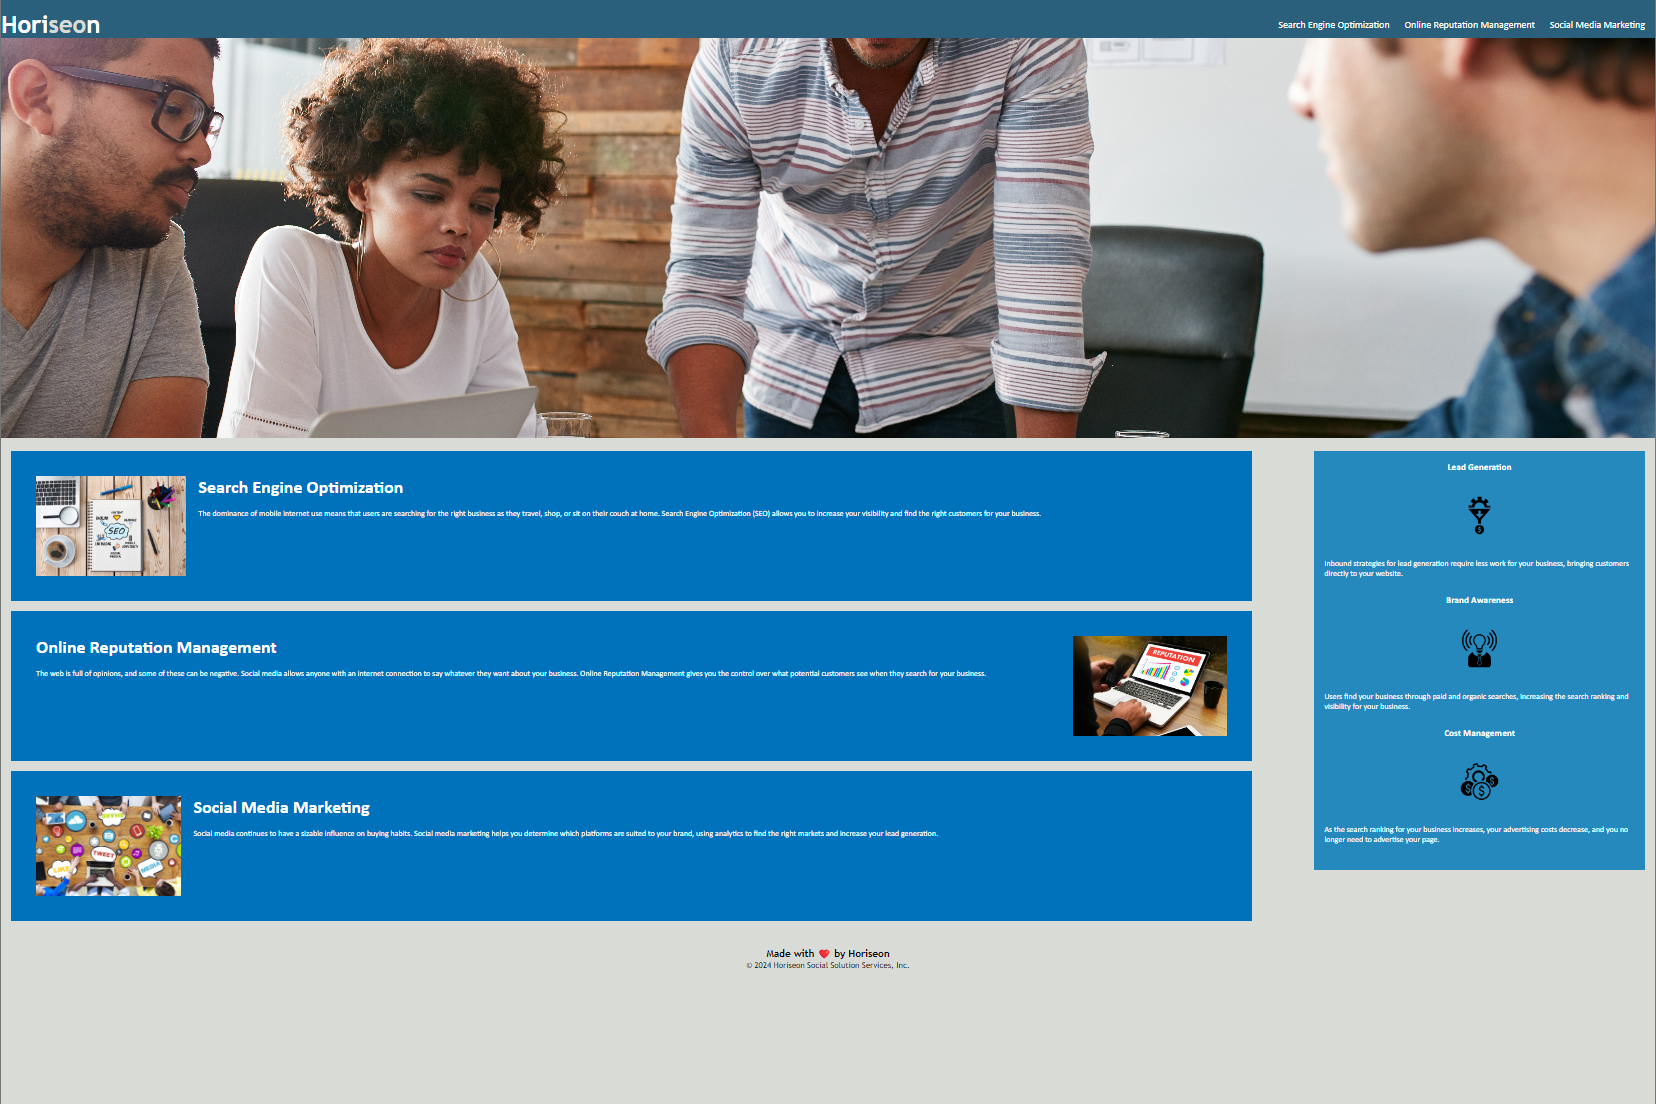 Horiseon
Search Engine Optimization Online Reputation Management Social Media Marketing
SEO
Search Engine Optimization
The dominance of mobile internet use means that users are searching for the right business as they travel, shop, or sit on their couch at home. Search Engine Optimization (SEO) allows you to increase your visibility and find the right customers for your business.
Online Reputation Management
The web is full of opinions, and some of these can be negative. Social media allows anyone with an internet connection to say whatever they want about your business. Online Reputation Management gives you the control over what potential customers see when they search for your business.
REPUTATION
SHARE
TWEET
LIKE
MEDIA
Social Media Marketing
Social media continues to have a sizable influence on buying habits. Social media marketing helps you determine which platforms are suited to your brand, using analytics to find the right markets and increase your lead generation.
Lead Generation
Inbound strategies for lead generation require less work for your business, bringing customers
directly to your website.
Brand Awareness
Users find your business through paid and organic searches, increasing the search ranking and
visibility for your business.
Cost Management
As the search ranking for your business increases, your advertising costs decrease, and you no
longer need to advertise your page.
Made with ❤️ by Horiseon
© 2024 Horiseon Social Solution Services, Inc.